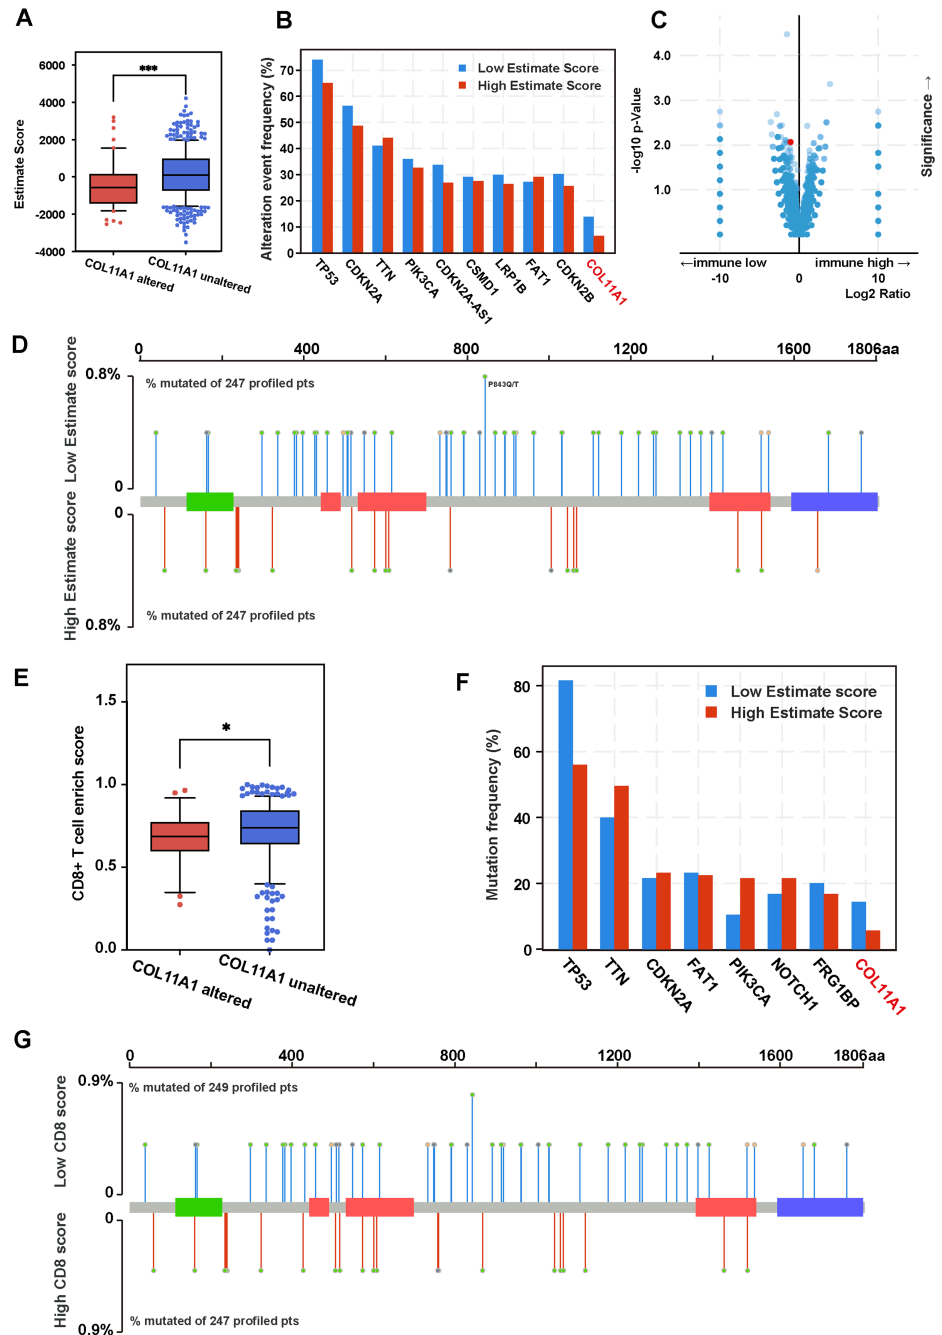 A
Estimate Score
6000
4000
2000
0
-2000
-4000
***
COL11A1 altered
COL11A1 unaltered
B
Alteration event frequency (%)
70
60
50
40
30
20
10
0
Low Estimate Score
High Estimate Score
TP53
CDKN2A
TTN
PIK3CA
CDKN2A-AS1
CSMD1
LRP1B
FAT1
CDKN2B
COL11A1
C
-log10 p-Value
4.0
3.0
2.0
1.0
Significance →
←immune low
immune high →
-10
0
10
Log2 Ratio
D
0
400
800
1200
1600
1806aa
Low Estimate score
0.8%
% mutated of 247 profiled pts
P843Q/T
0
High Estimate score
0
% mutated of 247 profiled pts
0.8%
E
CD8+ T cell enrich score
1.5
1.0
0.5
0.0
*
COL11A1 altered
COL11A1 unaltered
F
Mutation frequency (%)
80
60
40
20
0
Low Estimate score
High Estimate Score
TP53
TTN
CDKN2A
FAT1
PIK3CA
NOTCH1
FRG1BP
COL11A1
G
0
400
800
1200
1600
1806aa
Low CD8 score
0.9%
% mutated of 249 profiled pts
0
High CD8 score
0
% mutated of 247 profiled pts
0.9%